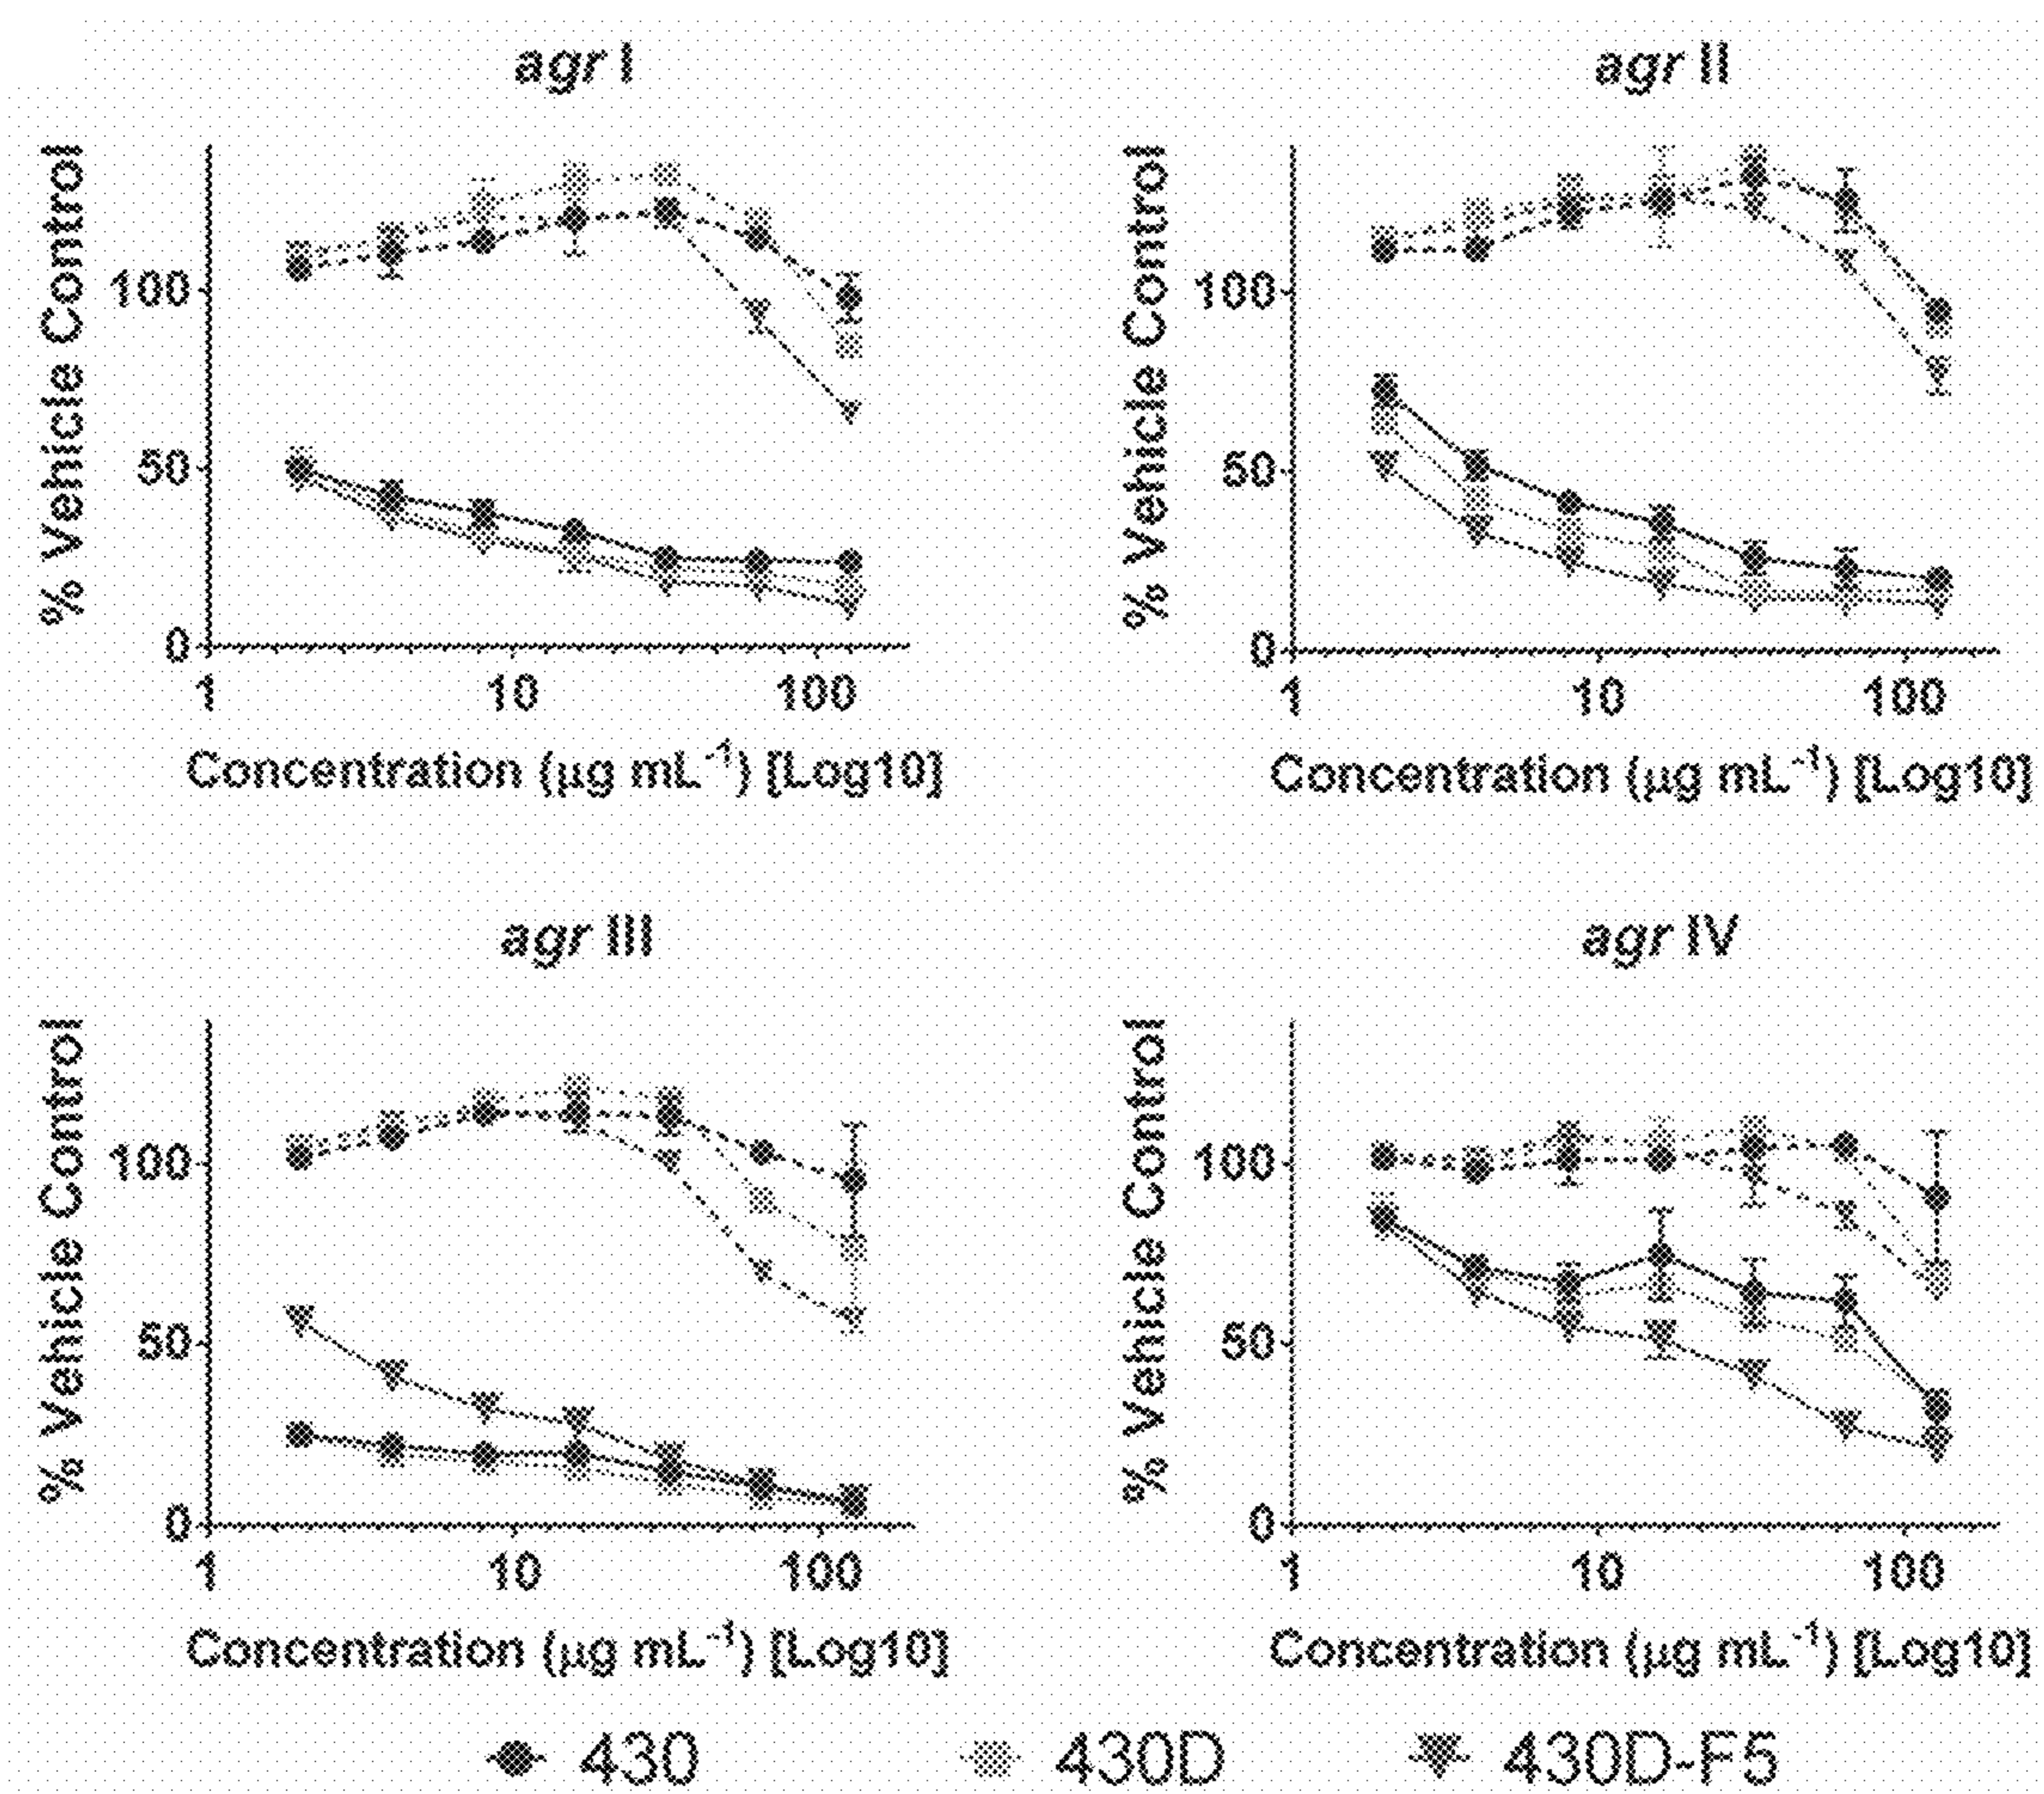 agr I
% Vehicle Control
100
50
0
1 10 100
Concentration (µg mL-1) [Log10]
agr II
% Vehicle Control
100
50
0
1 10 100
Concentration (µg mL-1) [Log10]
agr III
% Vehicle Control
100
50
0
1 10 100
Concentration (µg mL-1) [Log10]
agr IV
% Vehicle Control
100
50
0
1 10 100
Concentration (µg mL-1) [Log10]
430 430D 430D-F5